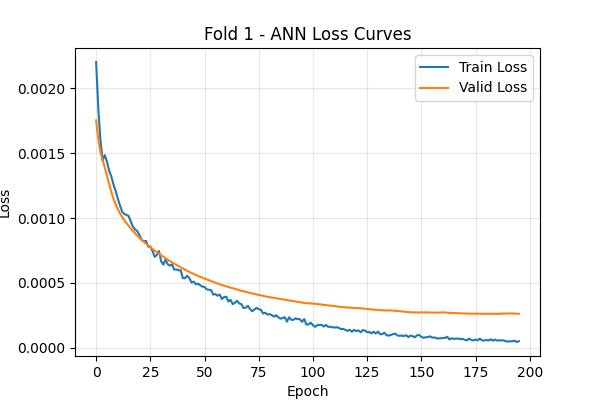 Fold 1 - ANN Loss Curves
Train Loss
Valid Loss
Loss
0.0020
0.0015
0.0010
0.0005
0.0000
0 25 50 75 100 125 150 175 200
Epoch